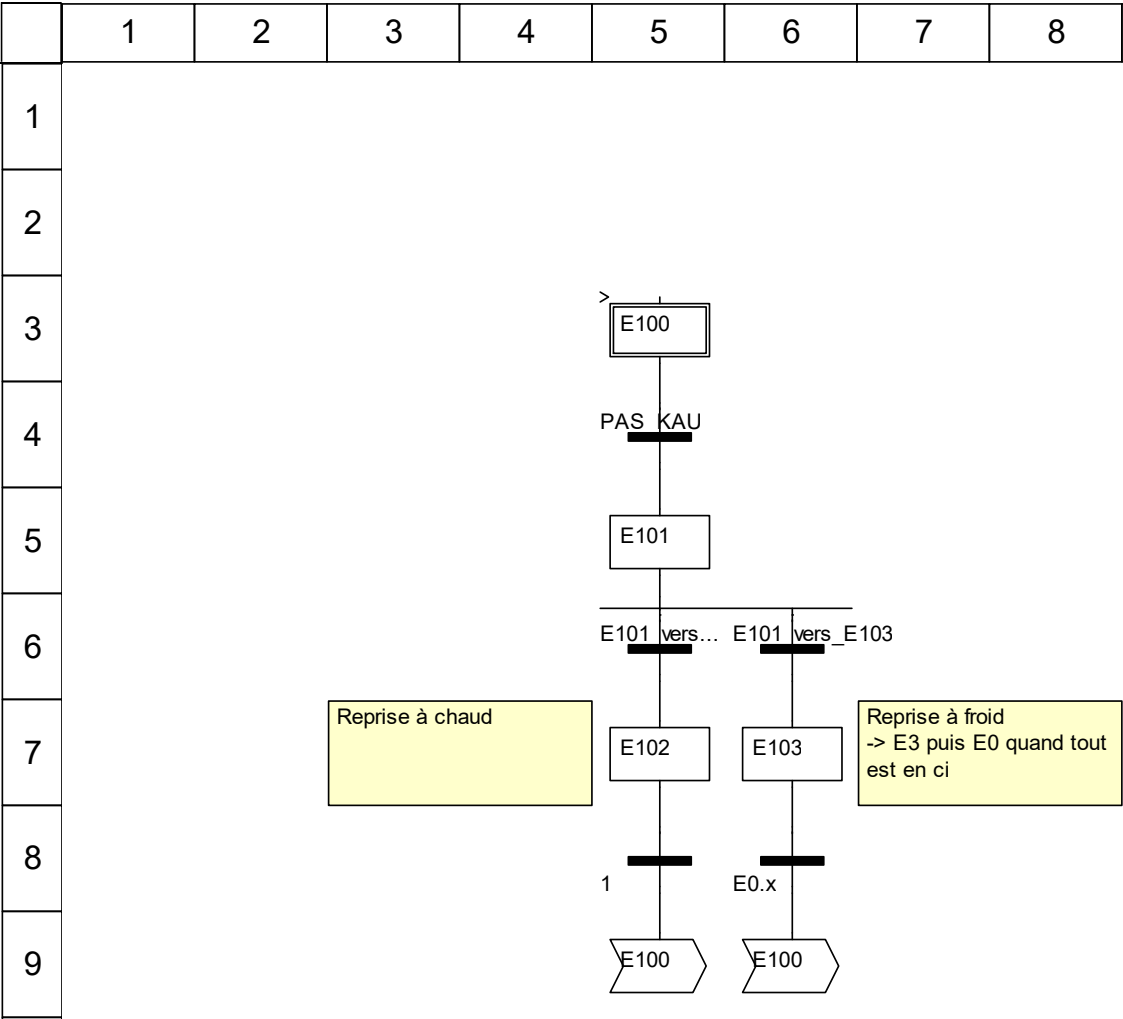 1 2 3 4 5 6 7 8
1
2
>
3 E100
4 PAS_KAU
5 E101
6 E101_vers... E101_vers_E103
Reprise à chaud
7 E102 E103
Reprise à froid
-> E3 puis E0 quand tout
est en ci
8
1 E0.x
9 E100 E100